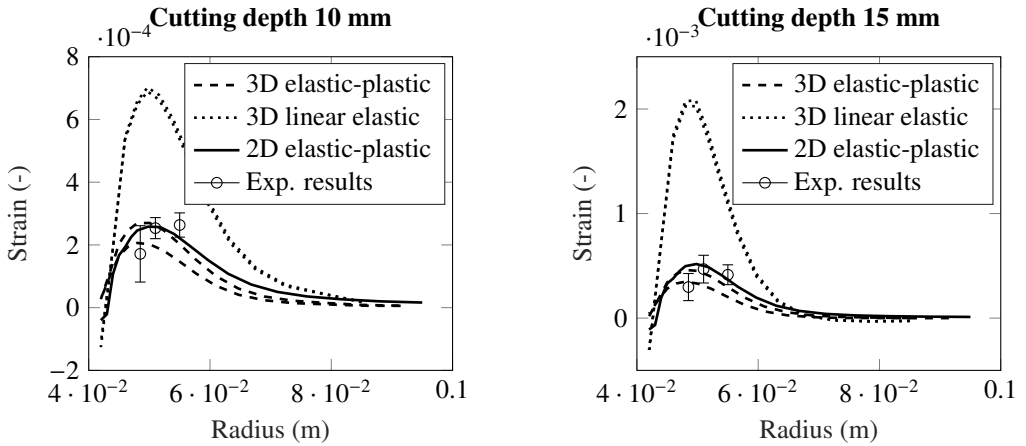 Cutting depth 10 mm
·10⁻⁴
8
6
4
2
0
−2
Strain (-)
3D elastic-plastic
3D linear elastic
2D elastic-plastic
Exp. results
4 · 10⁻² 6 · 10⁻² 8 · 10⁻² 0.1
Radius (m)
Cutting depth 15 mm
·10⁻³
2
1
0
Strain (-)
3D elastic-plastic
3D linear elastic
2D elastic-plastic
Exp. results
4 · 10⁻² 6 · 10⁻² 8 · 10⁻² 0.1
Radius (m)